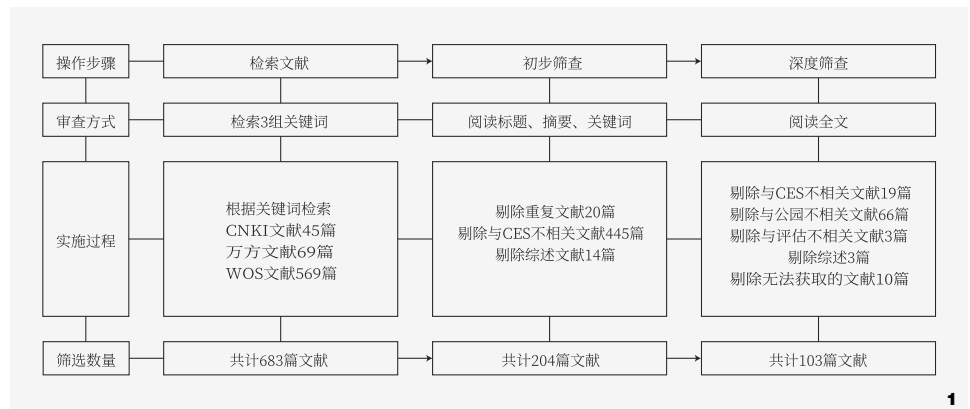 操作步骤
检索文献
初步筛查
深度筛查
审查方式
检索3组关键词
阅读标题、摘要、关键词
阅读全文
实施过程
根据关键词检索
CNKI文献45篇
万方文献69篇
WOS文献569篇
剔除重复文献20篇
剔除与CES不相关文献445篇
剔除综述文献14篇
剔除与CES不相关文献19篇
剔除与公园不相关文献66篇
剔除与评估不相关文献3篇
剔除综述3篇
剔除无法获取的文献10篇
筛选数量
共计683篇文献
共计204篇文献
共计103篇文献
1